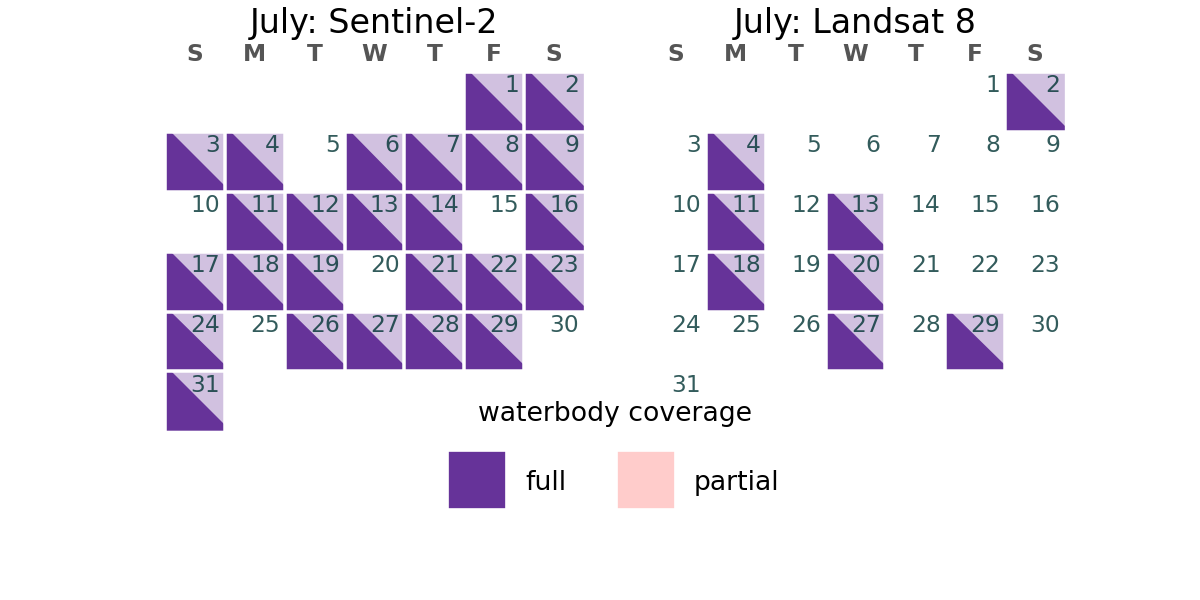 July: Sentinel-2
S M T W T F S
1 2
3 4 5 6 7 8 9
10 11 12 13 14 15 16
17 18 19 20 21 22 23
24 25 26 27 28 29 30
31
July: Landsat 8
S M T W T F S
1 2
3 4 5 6 7 8 9
10 11 12 13 14 15 16
17 18 19 20 21 22 23
24 25 26 27 28 29 30
31
waterbody coverage
full partial